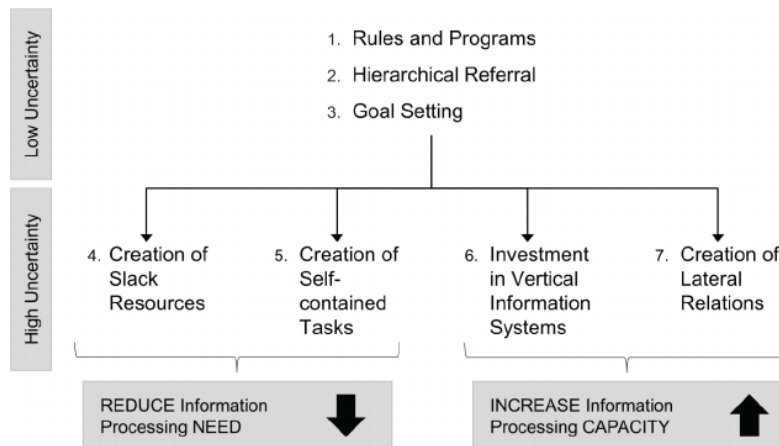 Low Uncertainty
1. Rules and Programs
2. Hierarchical Referral
3. Goal Setting
High Uncertainty
4. Creation of
Slack
Resources
5. Creation of
Self-
contained
Tasks
6. Investment
in Vertical
Information
Systems
7. Creation of
Lateral
Relations
REDUCE Information
Processing NEED
INCREASE Information
Processing CAPACITY